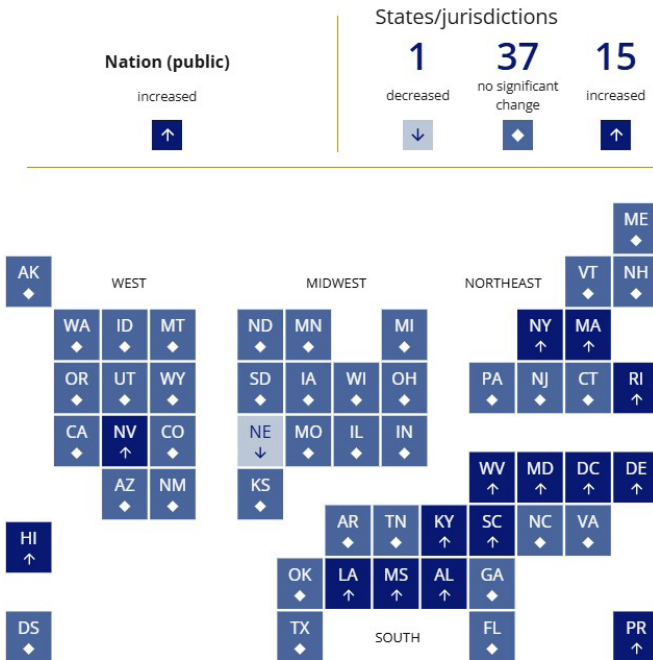 States/jurisdictions
Nation (public)
increased
↑
1 37 15
decreased no significant change increased
↓ ◆ ↑
ME
◆
AK WEST MIDWEST NORTHEAST VT NH
◆ ◆ ◆
WA ID MT ND MN MI NY MA
◆ ◆ ◆ ◆ ◆ ◆ ↑ ↑
OR UT WY SD IA WI OH PA NJ CT RI
◆ ◆ ◆ ◆ ◆ ◆ ◆ ◆ ◆ ◆ ↑
CA NV CO NE MO IL IN
◆ ↑ ◆ ↓ ◆ ◆ ◆
AZ NM KS WV MD DC DE
◆ ◆ ◆ ↑ ↑ ↑ ↑
HI AR TN KY SC NC VA
↑ ◆ ◆ ↑ ↑ ◆ ◆
OK LA MS AL GA
◆ ↑ ↑ ↑ ◆
DS TX SOUTH FL PR
◆ ◆ ◆ ↑